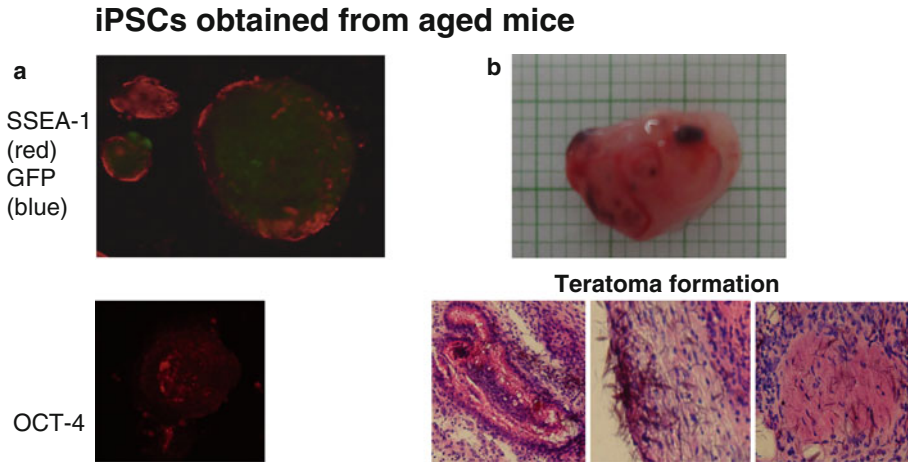 iPSCs obtained from aged mice
a
b
SSEA-1
(red)
GFP
(blue)
Teratoma formation
OCT-4